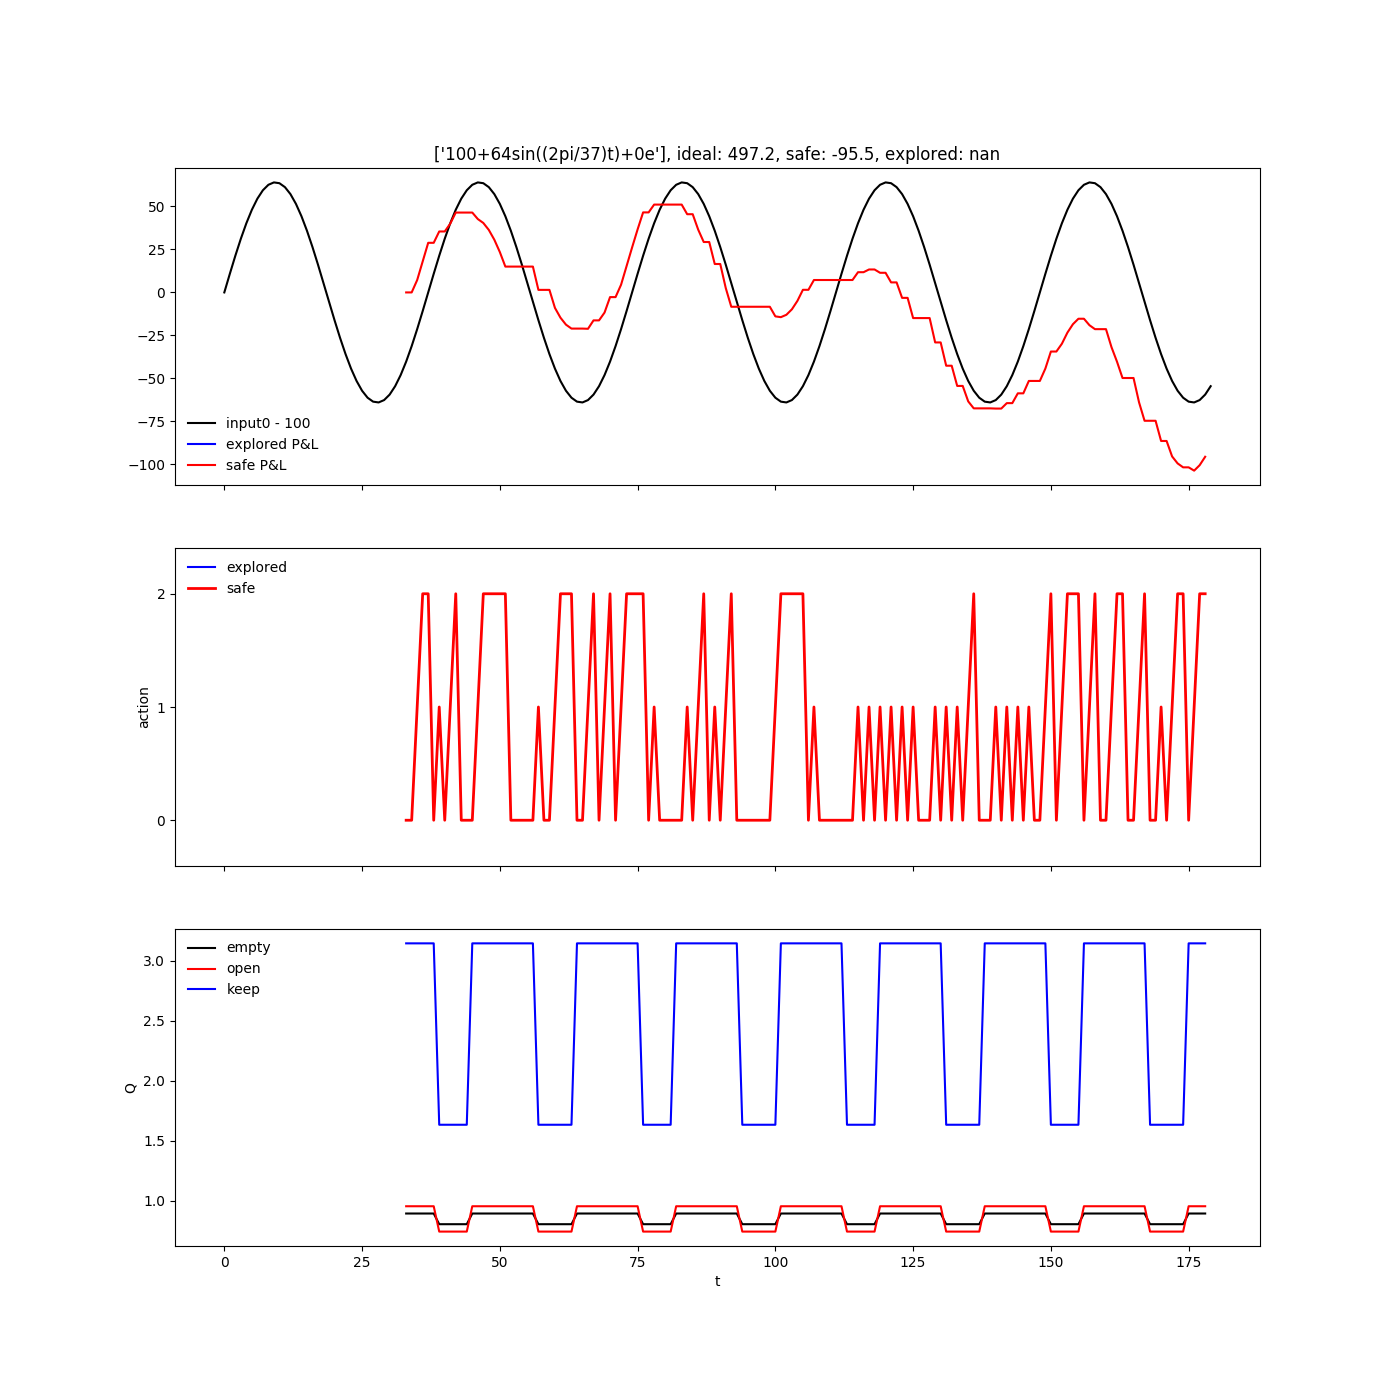 ['100+64sin((2pi/37)t)+0e'], ideal: 497.2, safe: -95.5, explored: nan
50
25
0
−25
−50
−75
−100
input0 - 100
explored P&L
safe P&L
explored
safe
2
1
0
action
empty
open
keep
3.0
2.5
2.0
1.5
1.0
Q
0 25 50 75 100 125 150 175
t